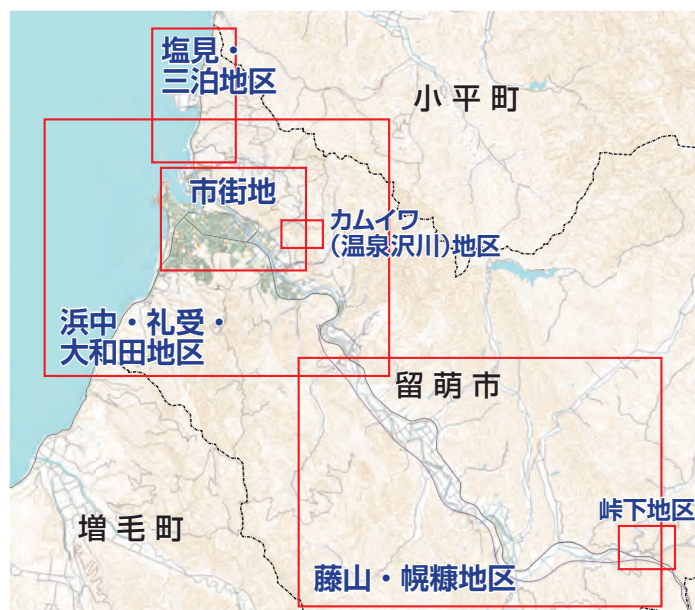 塩見・
三泊地区
小平町
市街地
カムイワ
（温泉沢川）地区
浜中・礼受・
大和田地区
留萌市
増毛町
峠下地区
藤山・幌糠地区